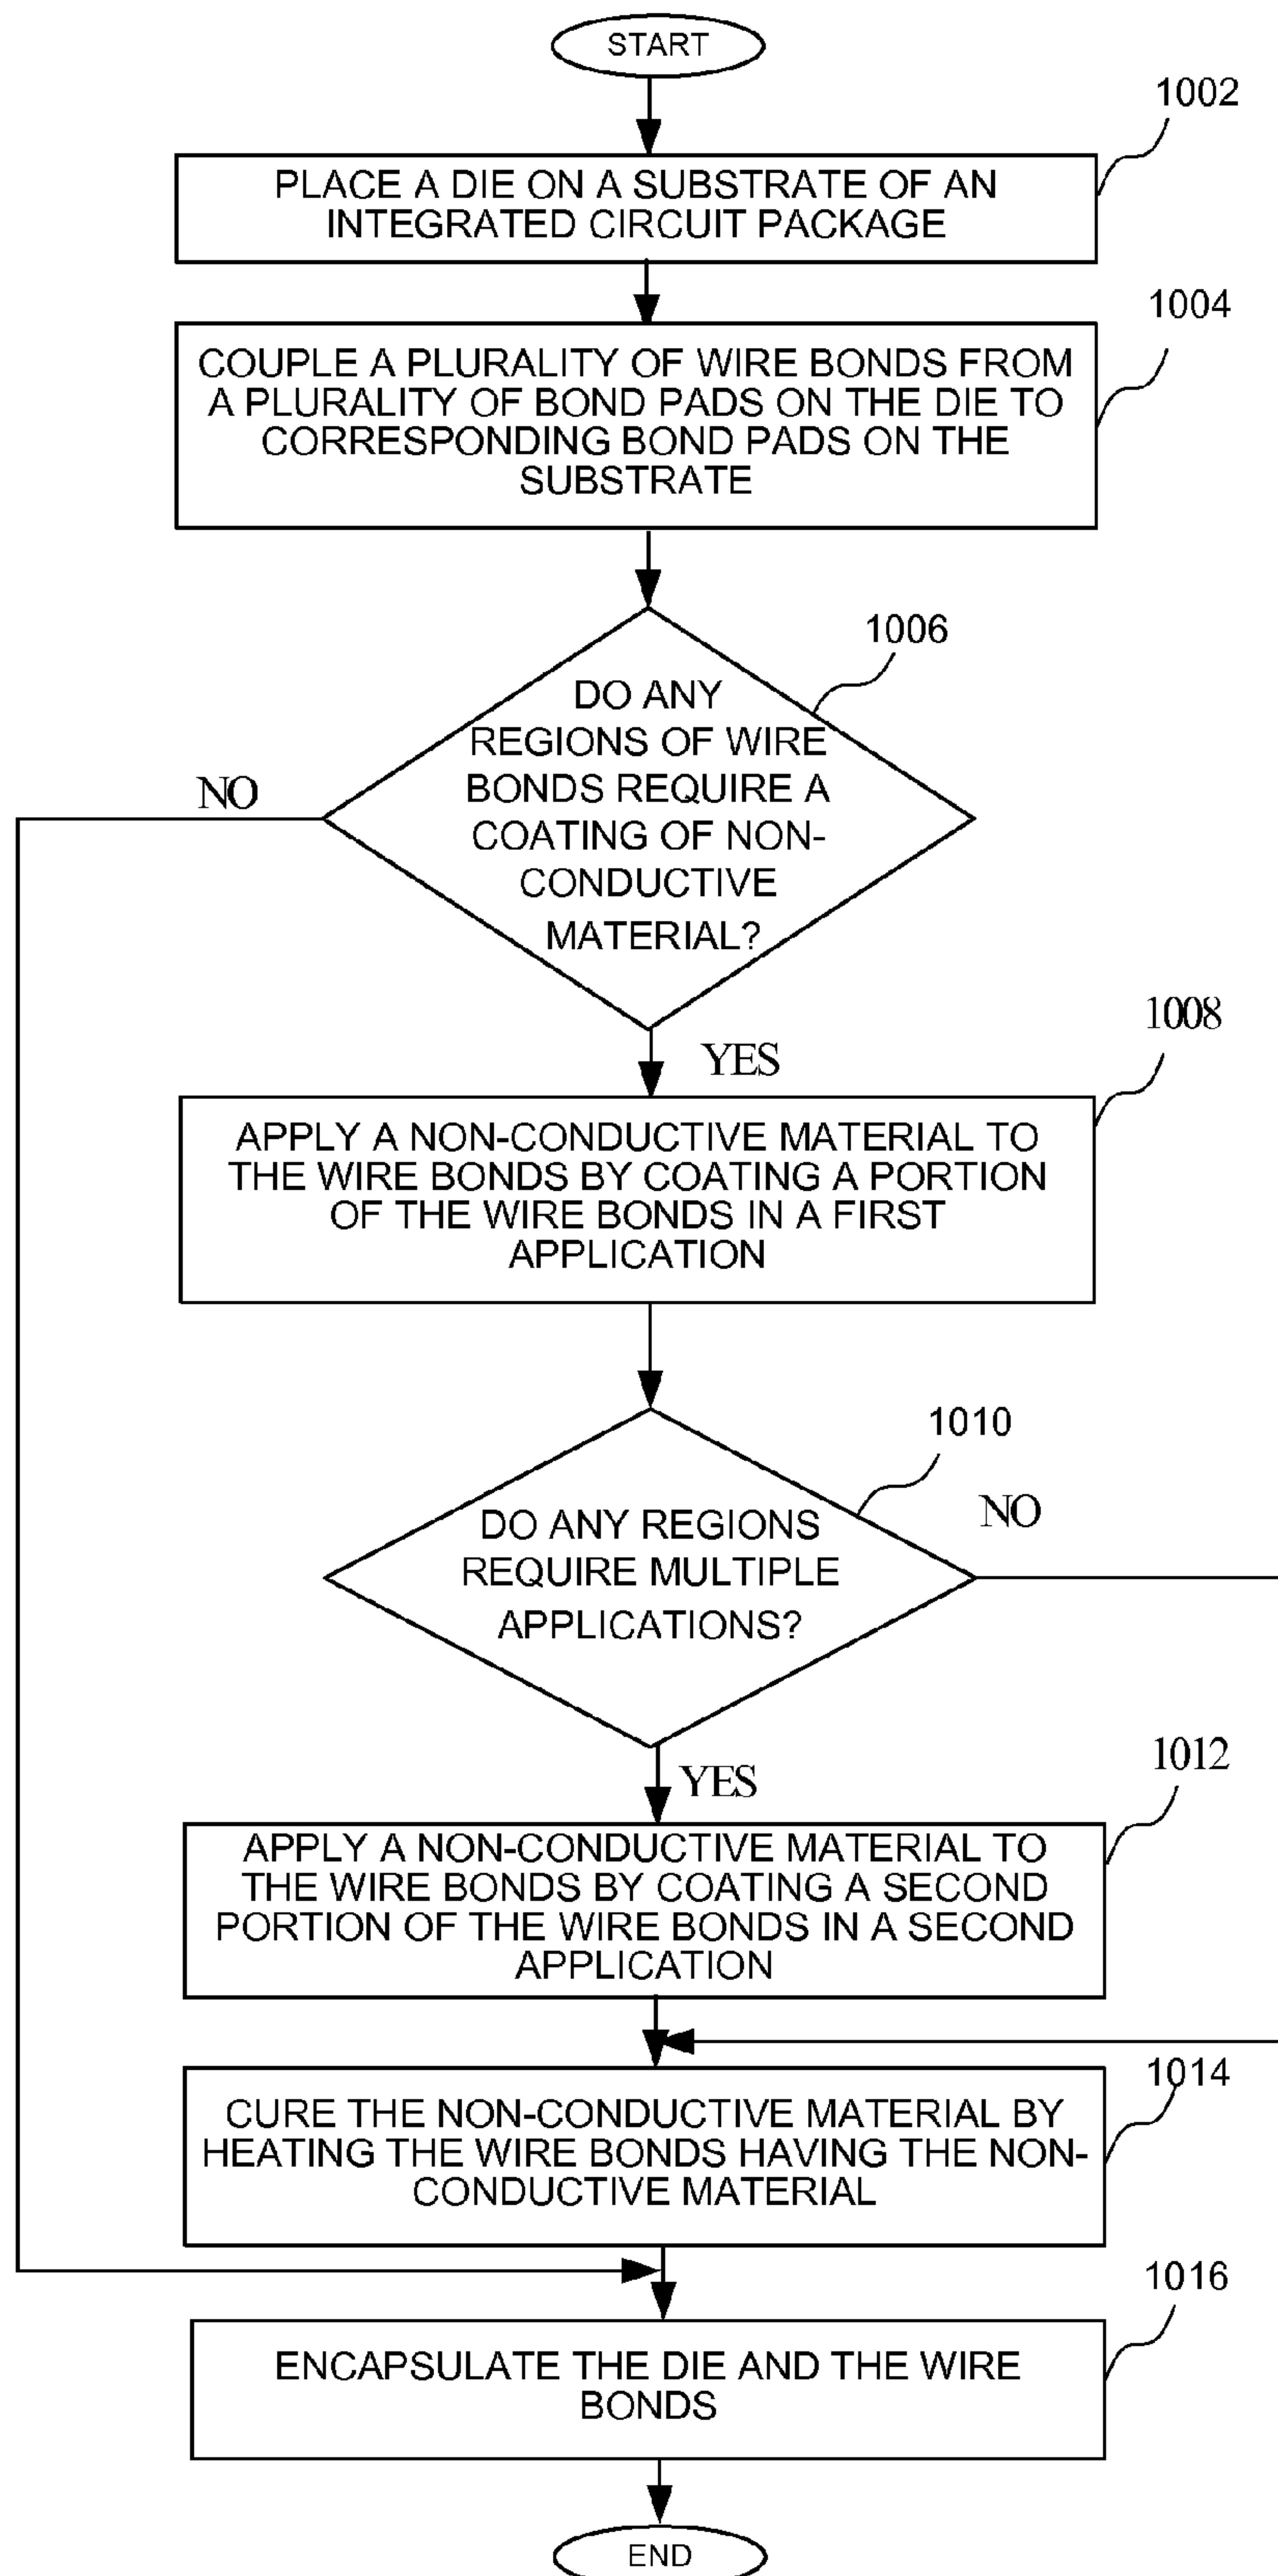 START
1002
PLACE A DIE ON A SUBSTRATE OF AN
INTEGRATED CIRCUIT PACKAGE
1004
COUPLE A PLURALITY OF WIRE BONDS FROM
A PLURALITY OF BOND PADS ON THE DIE TO
CORRESPONDING BOND PADS ON THE
SUBSTRATE
1006
DO ANY
REGIONS OF WIRE
BONDS REQUIRE A
COATING OF NON-
CONDUCTIVE
MATERIAL?
NO
YES
1008
APPLY A NON-CONDUCTIVE MATERIAL TO
THE WIRE BONDS BY COATING A PORTION
OF THE WIRE BONDS IN A FIRST
APPLICATION
1010
DO ANY REGIONS
REQUIRE MULTIPLE
APPLICATIONS?
NO
YES
1012
APPLY A NON-CONDUCTIVE MATERIAL TO
THE WIRE BONDS BY COATING A SECOND
PORTION OF THE WIRE BONDS IN A SECOND
APPLICATION
1014
CURE THE NON-CONDUCTIVE MATERIAL BY
HEATING THE WIRE BONDS HAVING THE NON-
CONDUCTIVE MATERIAL
1016
ENCAPSULATE THE DIE AND THE WIRE
BONDS
END